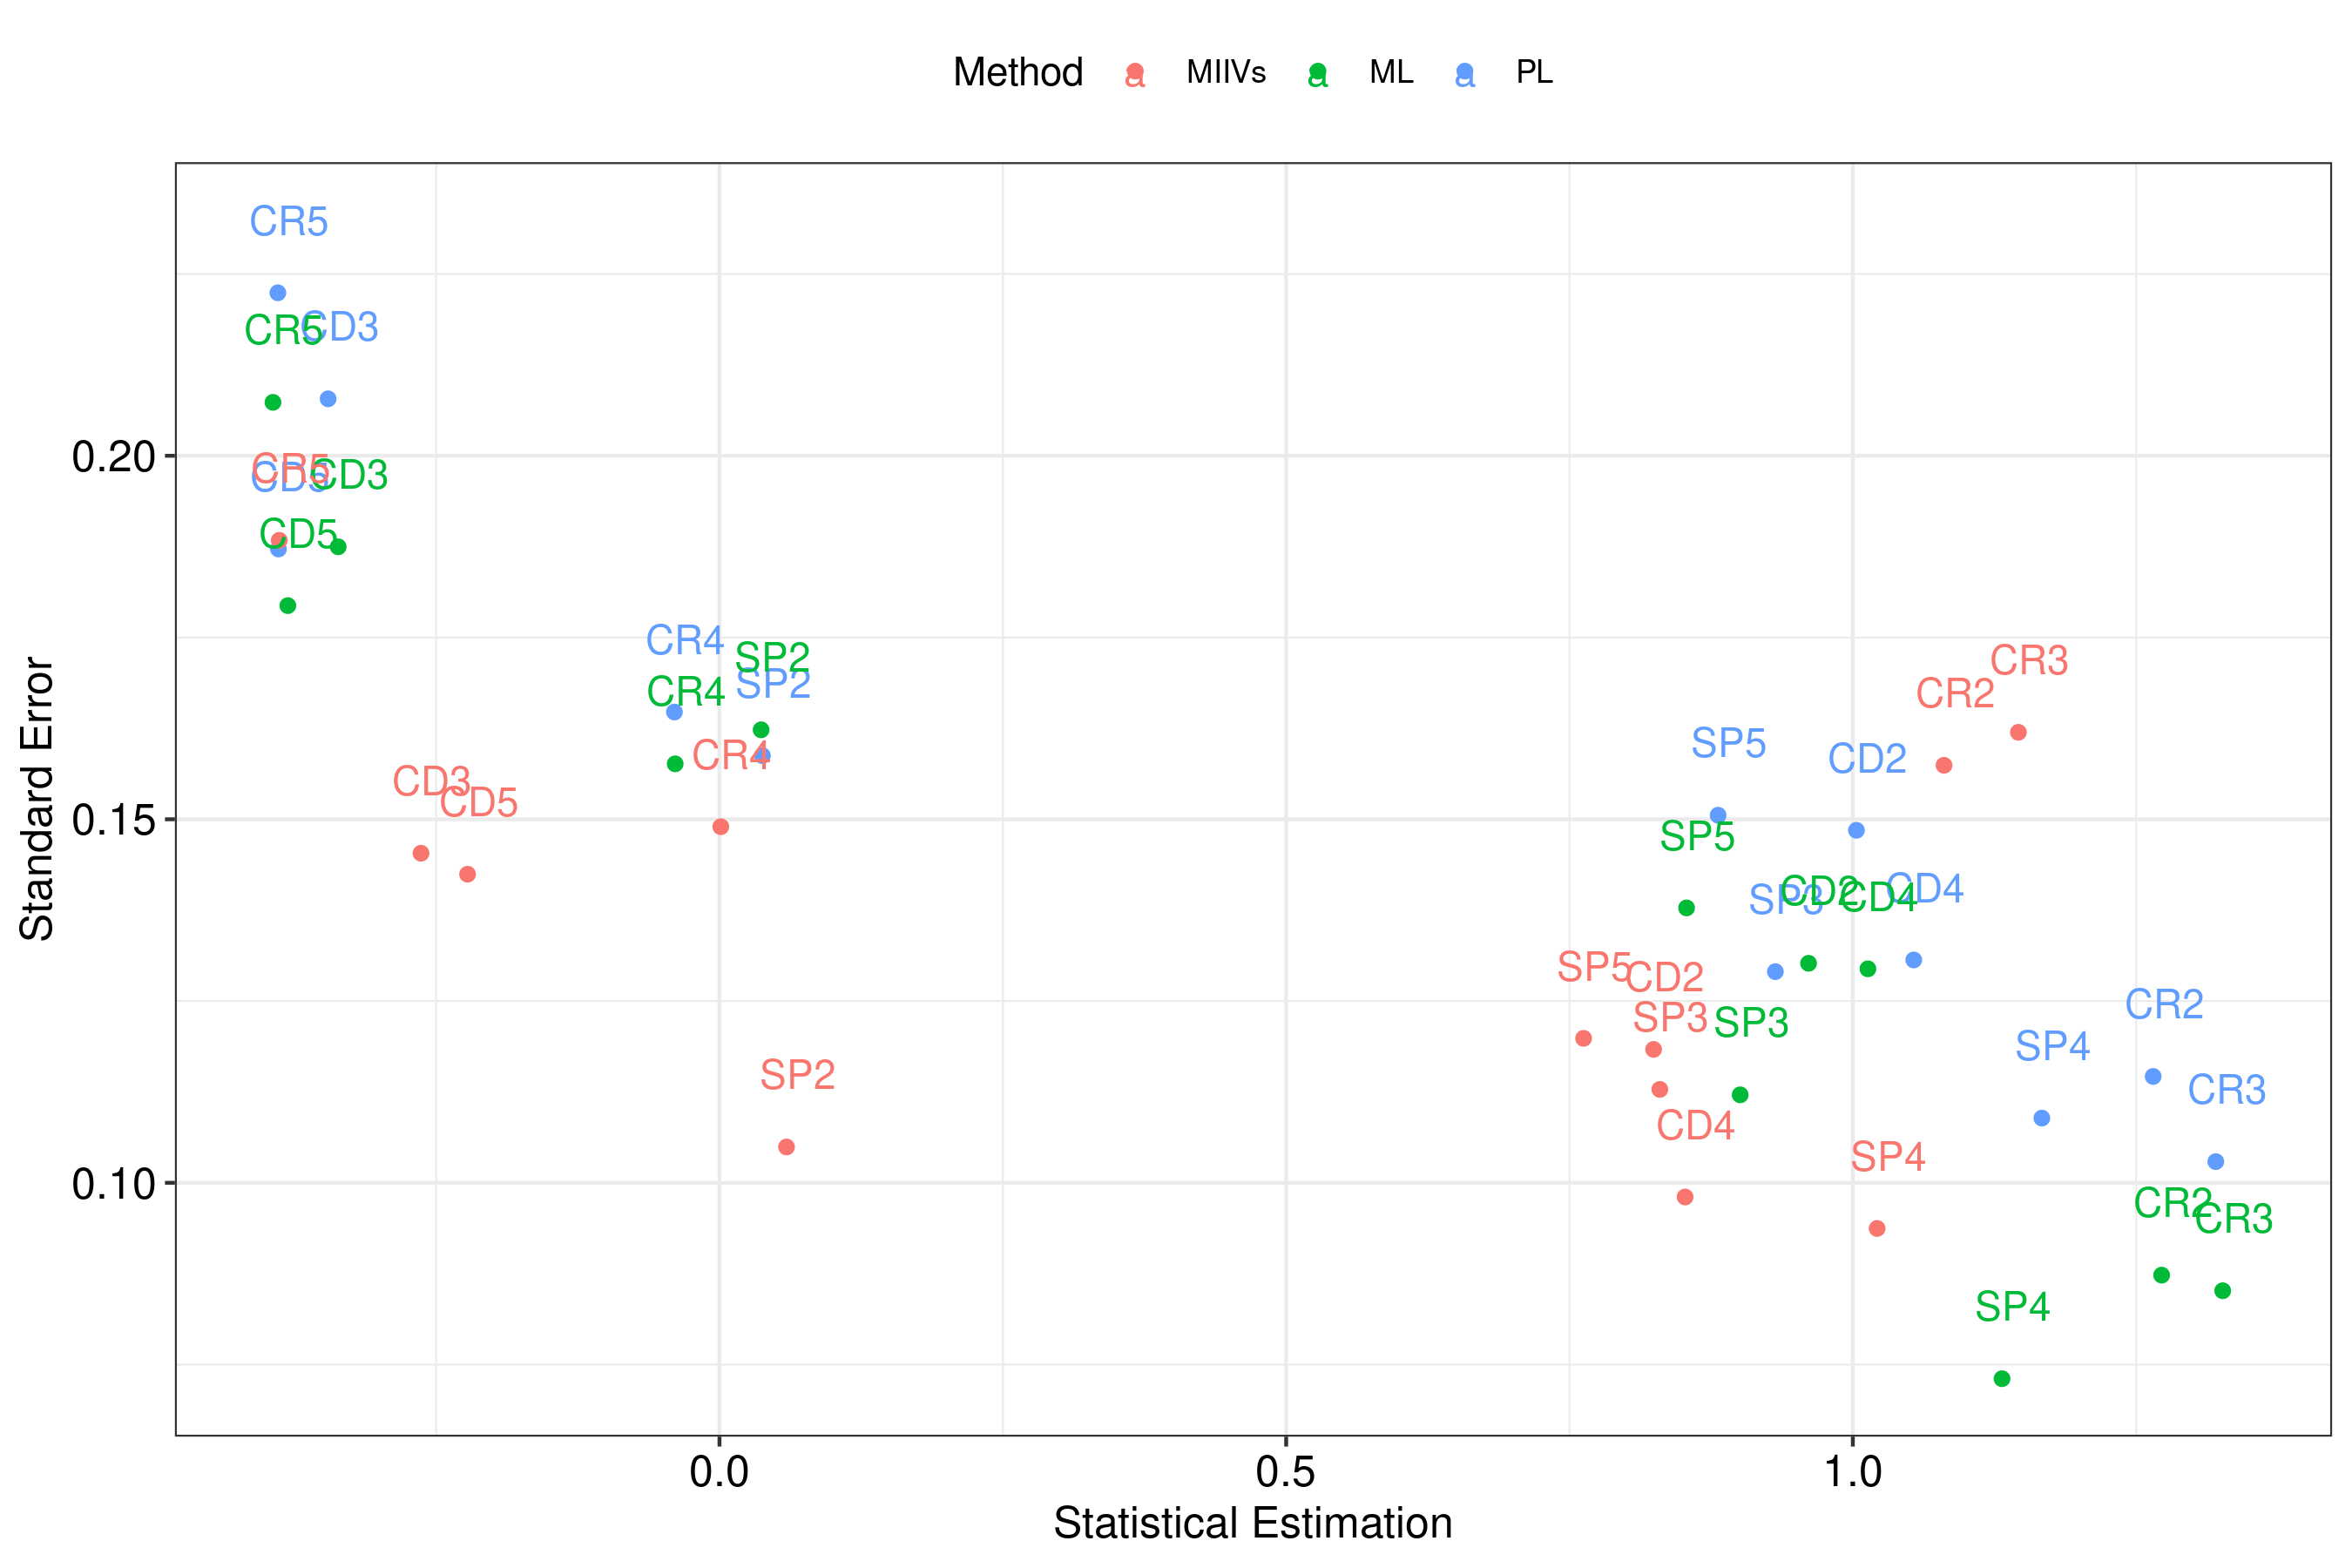 Method a MIIVs a ML a PL
CR5
CR5 CD3
0.20
CR5 CD3
CD5
CD5
CR4 SP2
CR4 SP2
CR3
CR2
CR4 SP5 CD2
CD3
CD5
0.15
SP5
SP3 CD2 CD4 CD4
SP5 CD2
SP3 SP3
CR2
SP4
SP2 CR3
CD4
SP4
0.10
CR2 CR3
SP4
0.0 0.5 1.0
Statistical Estimation
Standard Error